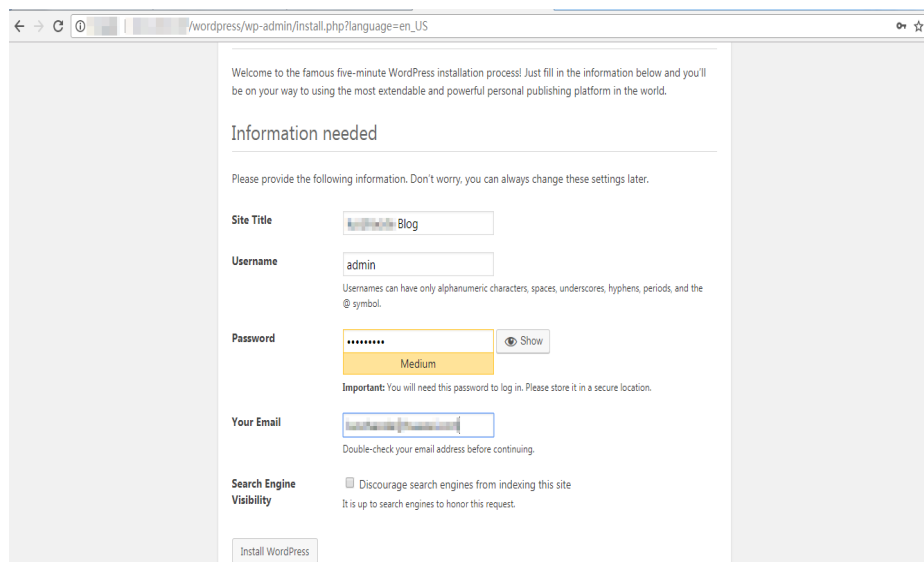 /wordpress/wp-admin/install.php?language=en_US
Welcome to the famous five-minute WordPress installation process! Just fill in the information below and you'll
be on your way to using the most extendable and powerful personal publishing platform in the world.
Information needed
Please provide the following information. Don't worry, you can always change these settings later.
Site Title
Blog
Username
admin
Usernames can have only alphanumeric characters, spaces, underscores, hyphens, periods, and the
@ symbol.
Password
•••••••••
Show
Medium
Important: You will need this password to log in. Please store it in a secure location.
Your Email
Double-check your email address before continuing.
Search Engine
Visibility
Discourage search engines from indexing this site
It is up to search engines to honor this request.
Install WordPress